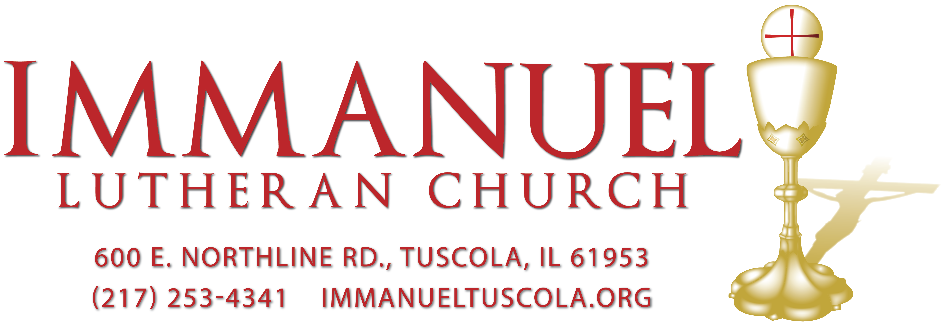 IMMANUEL
LUTHERAN CHURCH
600 E. NORTHLINE RD., TUSCOLA, IL 61953
(217) 253-4341 IMMANUELTUSCOLA.ORG